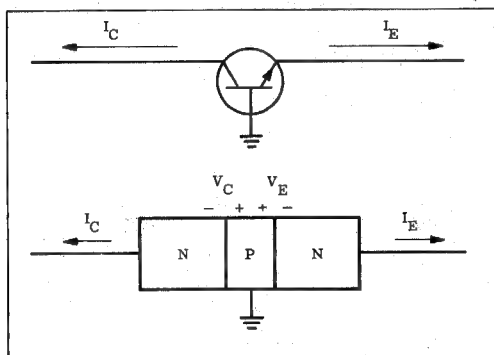 I_C I_E
V_C V_E
− + + −
I_C I_E
N P N